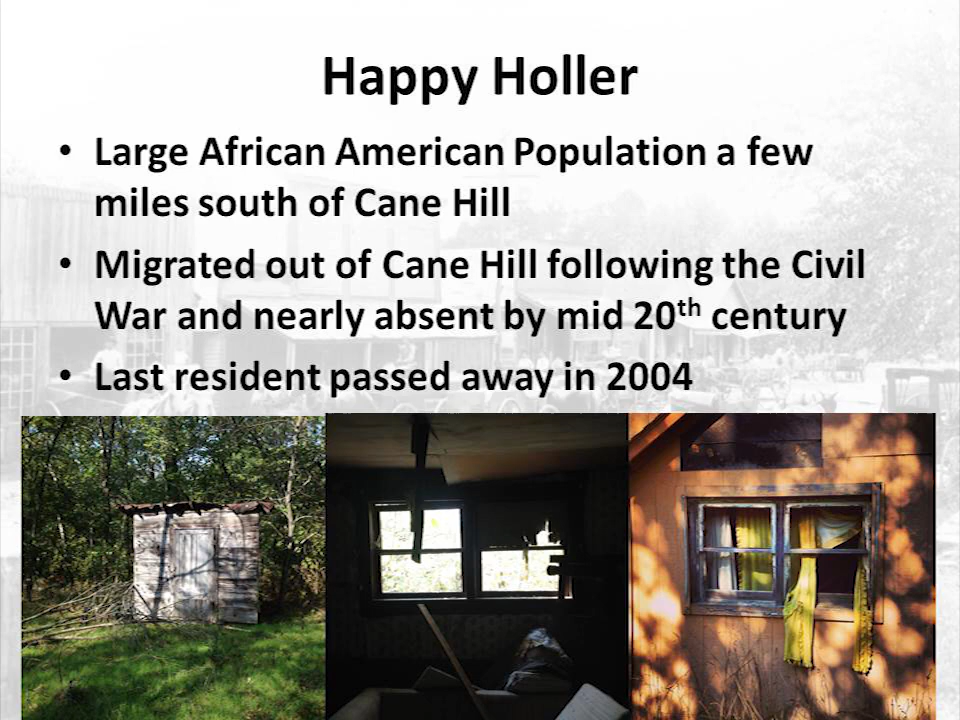 Happy Holler
• Large African American Population a few
miles south of Cane Hill
• Migrated out of Cane Hill following the Civil
War and nearly absent by mid 20th century
• Last resident passed away in 2004